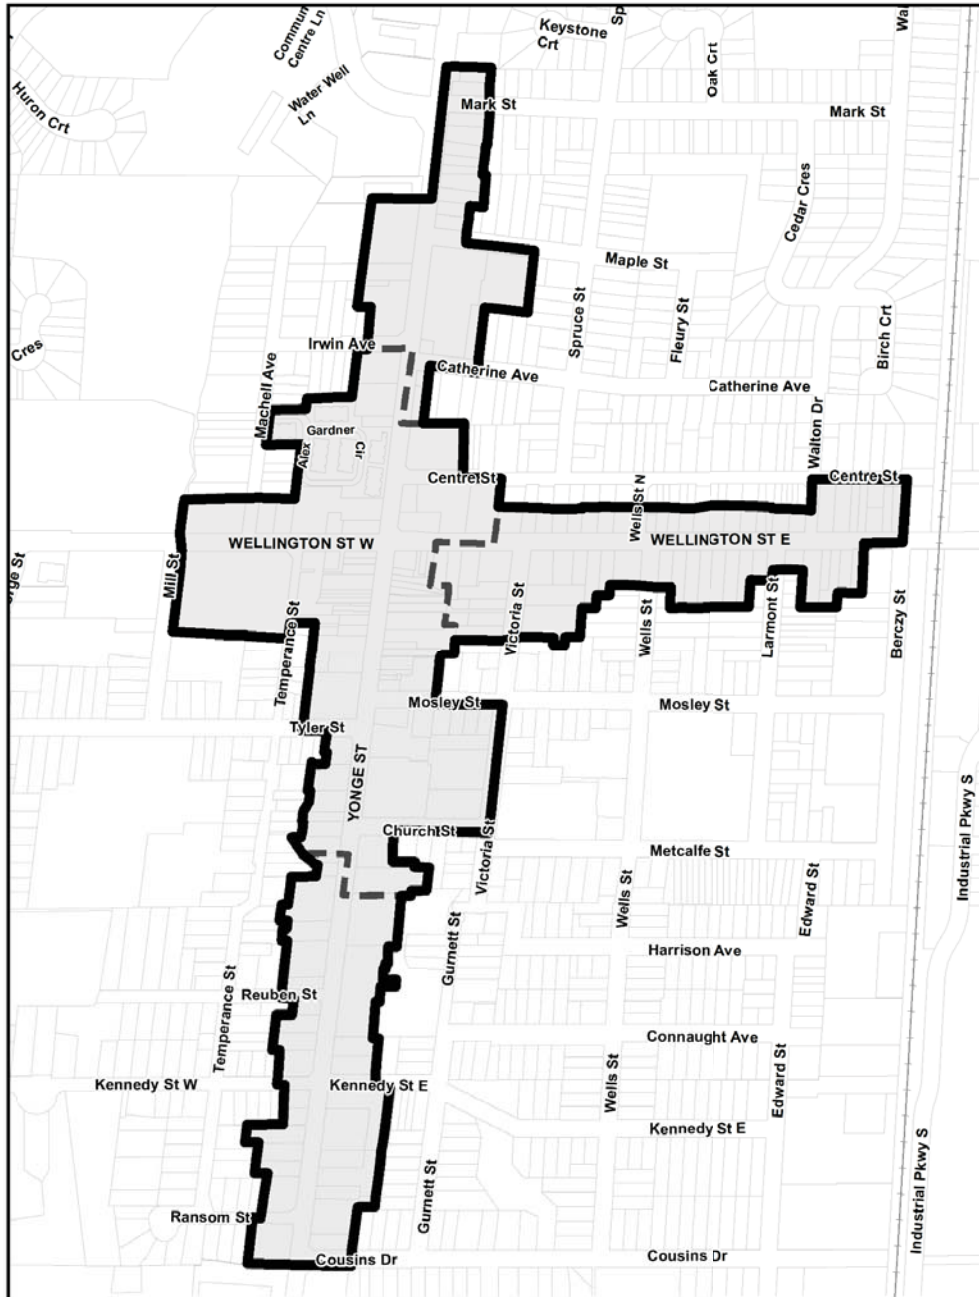 Keystone
Crt
Commun
Centre Ln
Sp
Wal
Oak Crt
Huron Crt
Water Well
Ln
Mark St
Mark St
Cedar Cres
Maple St
Spruce St
Fleury St
Birch Crt
Cres
Irwin Ave
Machell Ave
Catherine Ave
Catherine Ave
Gardner
Alex
Cir
Walton Dr
Centre St
Centre St
Wells St N
WELLINGTON ST W
WELLINGTON ST E
orge St
Mill St
Temperance St
Victoria St
Wells St
Larmont St
Berczy St
Mosley St
Mosley St
Tyler St
YONGE ST
Church St
Victoria St
Metcalfe St
Industrial Pkwy S
Wells St
Edward St
Gurnett St
Harrison Ave
Reuben St
Temperance St
Connaught Ave
Kennedy St W
Kennedy St E
Wells St
Edward St
Kennedy St E
Gurnett St
Industrial Pkwy S
Ransom St
Cousins Dr
Cousins Dr